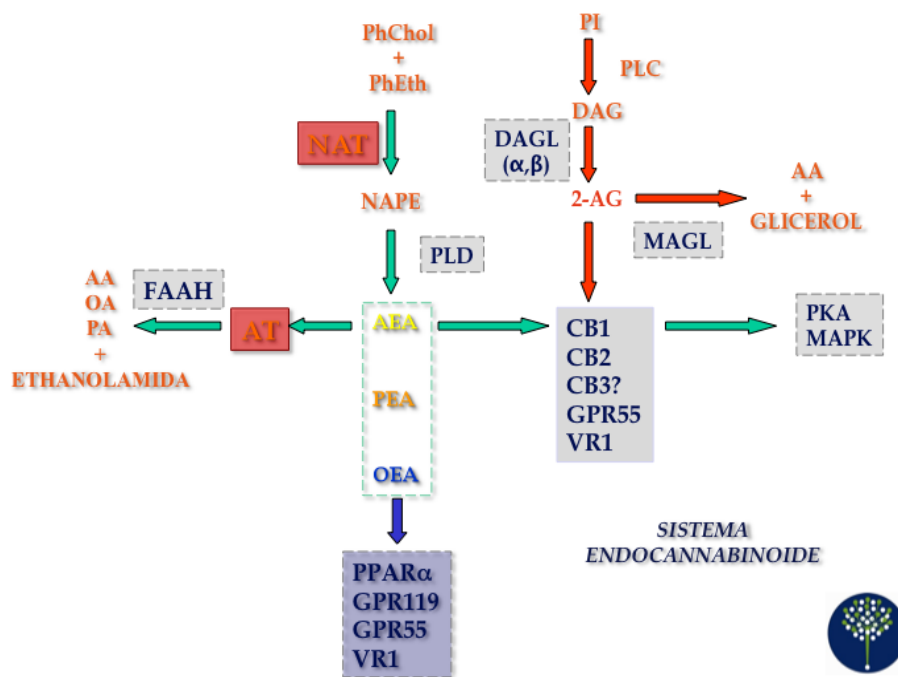 PhChol
+
PhEth
NAT
NAPE
PLD
PI
PLC
DAG
DAGL
(α,β)
2-AG
MAGL
AA
+
GLICEROL
AA
OA
PA
+
ETHANOLAMIDA
FAAH
AT
AEA
PEA
OEA
CB1
CB2
CB3?
GPR55
VR1
PKA
MAPK
PPARα
GPR119
GPR55
VR1
SISTEMA
ENDOCANNABINOIDE